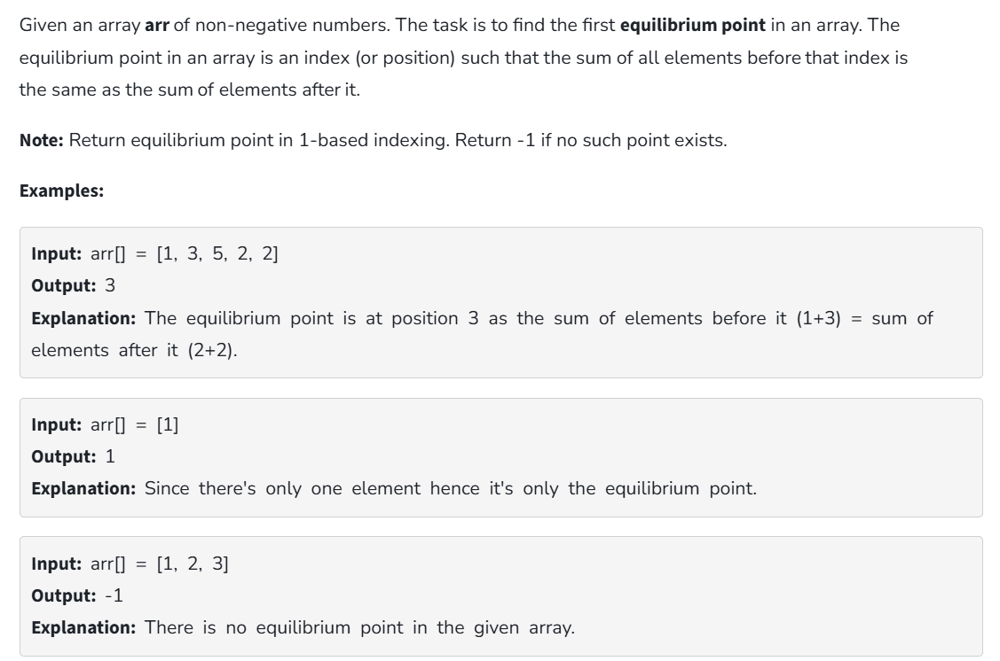 Given an array arr of non-negative numbers. The task is to find the first equilibrium point in an array. The
equilibrium point in an array is an index (or position) such that the sum of all elements before that index is
the same as the sum of elements after it.
Note: Return equilibrium point in 1-based indexing. Return -1 if no such point exists.
Examples:
Input: arr[] = [1, 3, 5, 2, 2]
Output: 3
Explanation: The equilibrium point is at position 3 as the sum of elements before it (1+3) = sum of
elements after it (2+2).
Input: arr[] = [1]
Output: 1
Explanation: Since there's only one element hence it's only the equilibrium point.
Input: arr[] = [1, 2, 3]
Output: -1
Explanation: There is no equilibrium point in the given array.